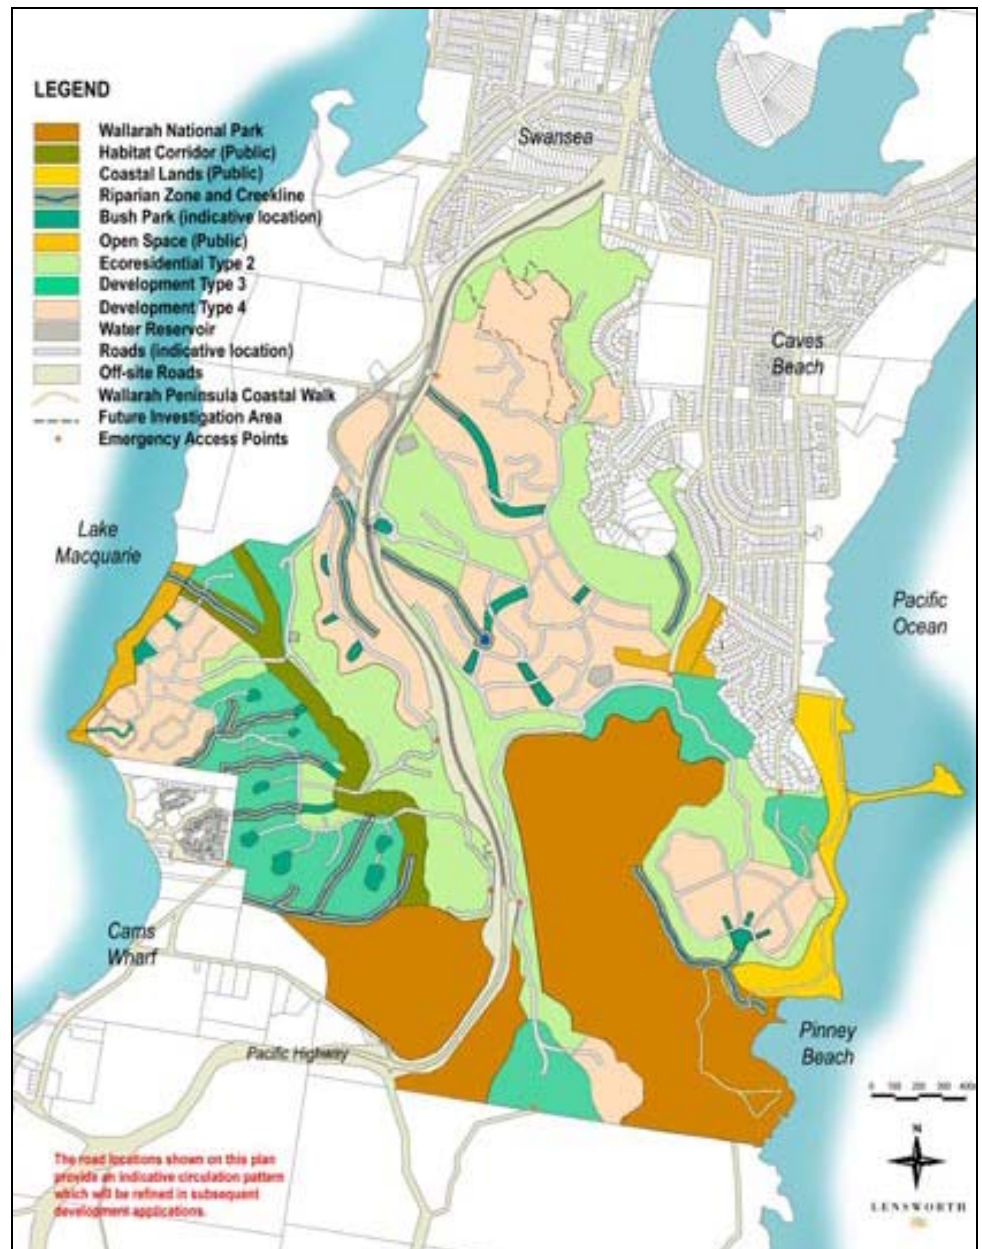 LEGEND
Wallarah National Park
Habitat Corridor (Public)
Coastal Lands (Public)
Riparian Zone and Creekline
Bush Park (indicative location)
Open Space (Public)
Ecoresidential Type 2
Development Type 3
Development Type 4
Water Reservoir
Roads (indicative location)
Off-site Roads
Wallarah Peninsula Coastal Walk
Future Investigation Area
Emergency Access Points
Swansea
Caves
Beach
Lake
Macquarie
Pacific
Ocean
Cams
Wharf
Pacific Highway
Pinney
Beach
0 100 200 300
N
LENSWORTH
The road locations shown on this plan
provide an indicative circulation pattern
which will be refined in subsequent
development applications.